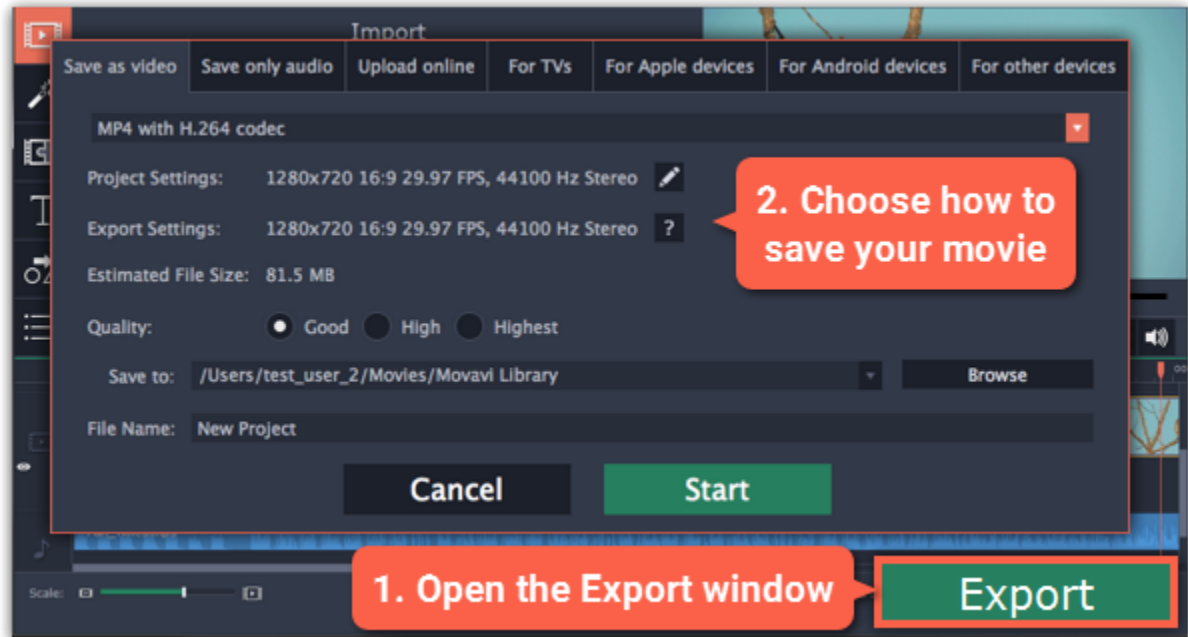 Import
Save as video Save only audio Upload online For TVs For Apple devices For Android devices For other devices
MP4 with H.264 codec
Project Settings: 1280x720 16:9 29.97 FPS, 44100 Hz Stereo
Export Settings: 1280x720 16:9 29.97 FPS, 44100 Hz Stereo ?
2. Choose how to
save your movie
Estimated File Size: 81.5 MB
Quality: Good High Highest
Save to: /Users/test_user_2/Movies/Movavi Library Browse
File Name: New Project
Cancel Start
1. Open the Export window
Scale:
Export